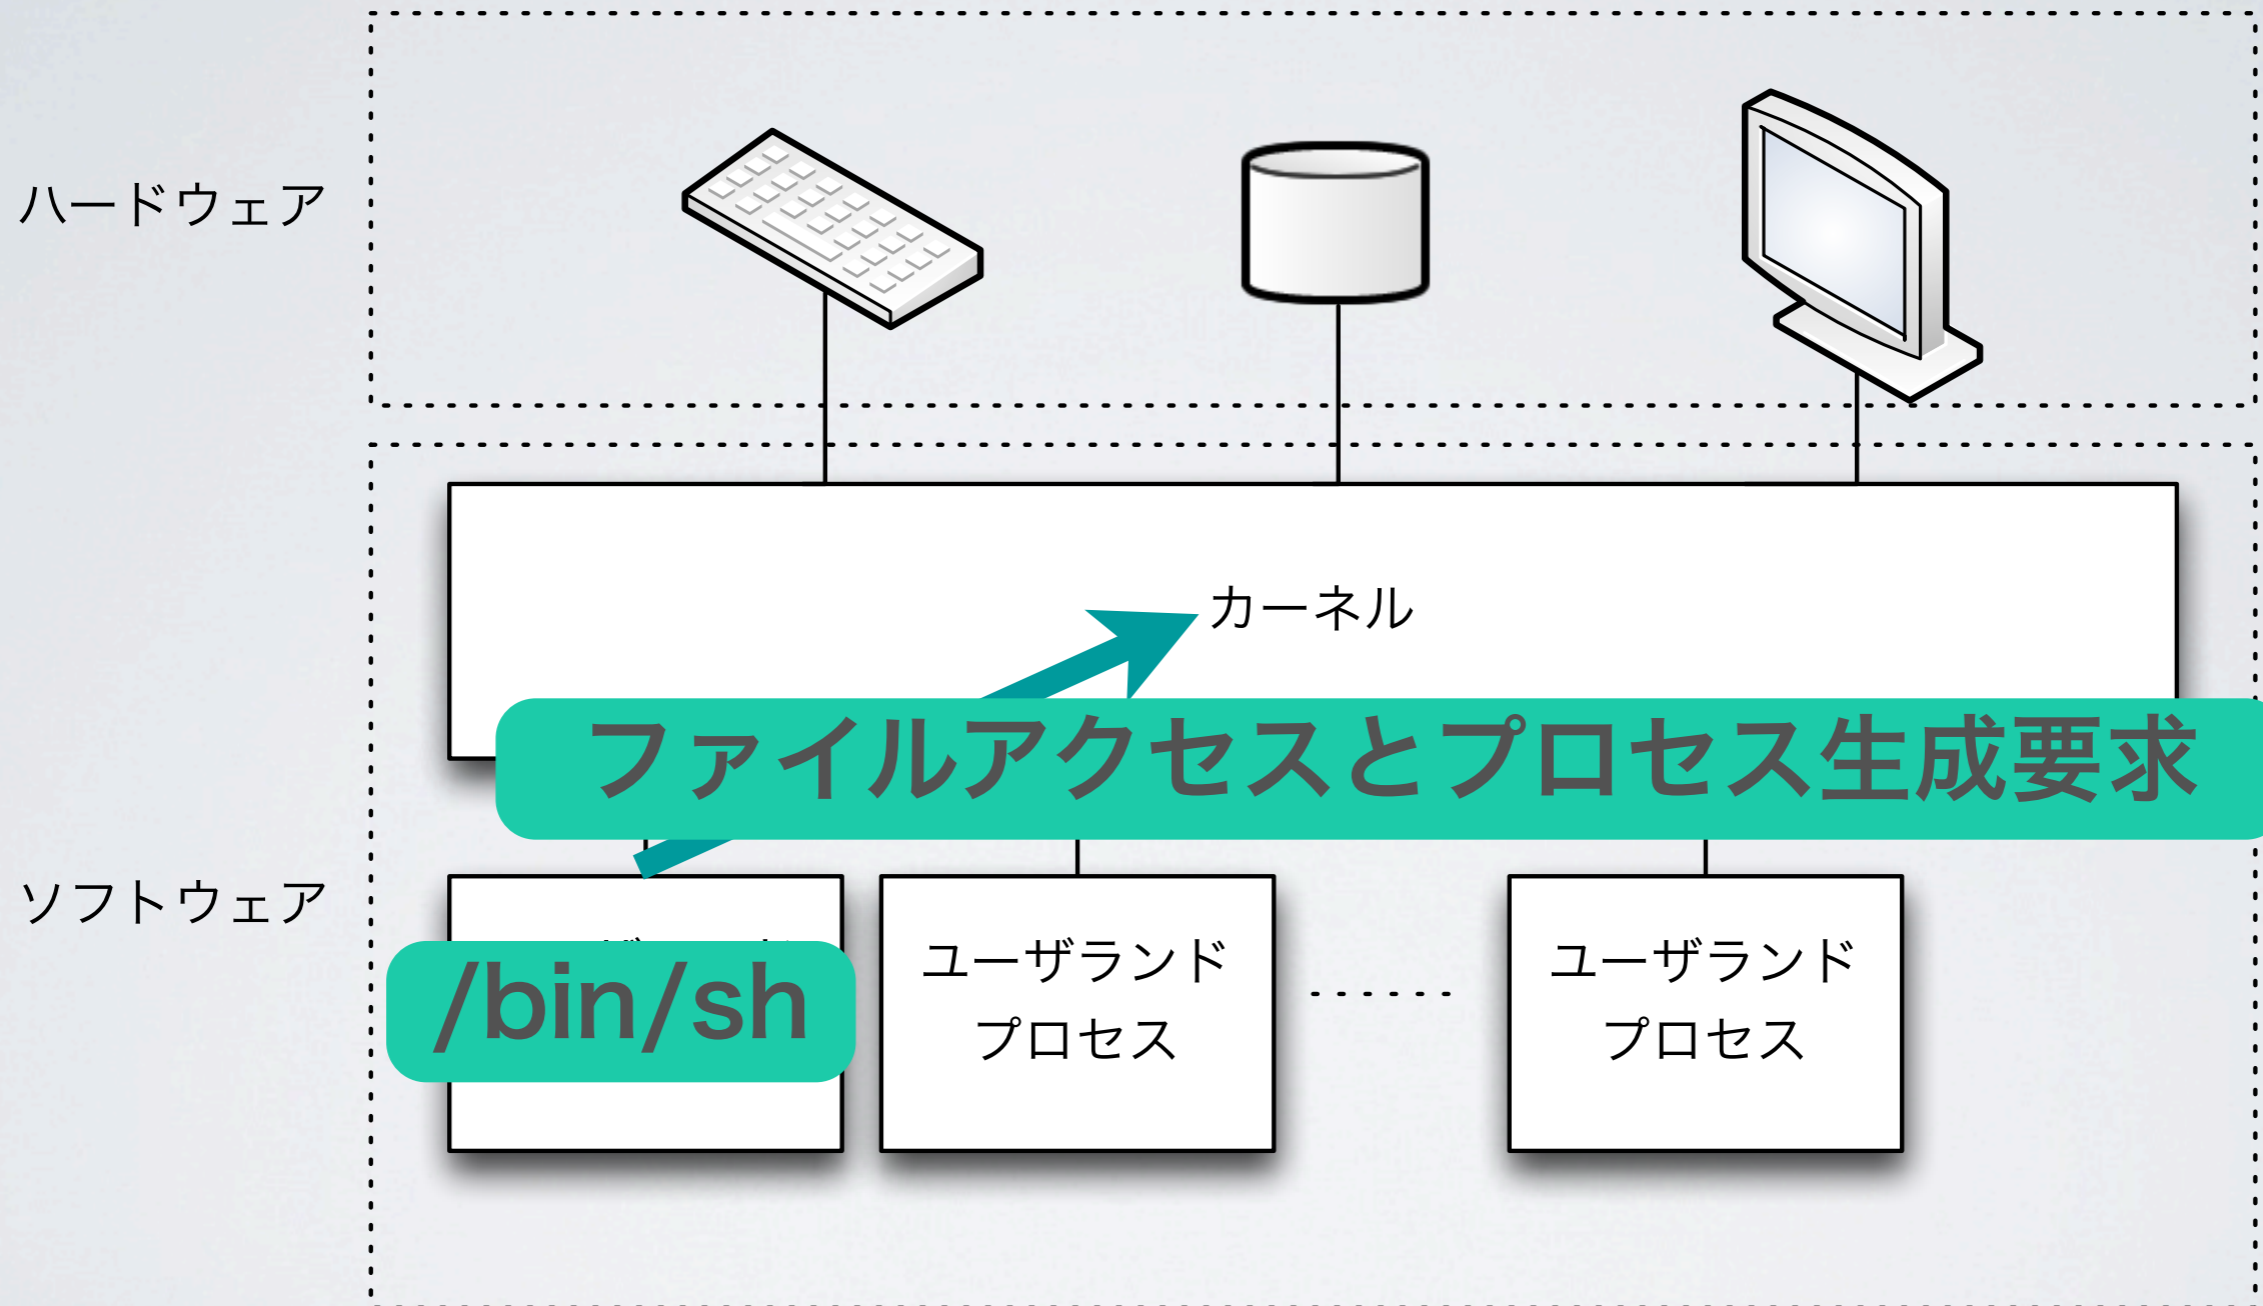 ハードウェア
カーネル
ファイルアクセスとプロセス生成要求
ソフトウェア
/bin/sh
ユーザランド
プロセス
ユーザランド
プロセス